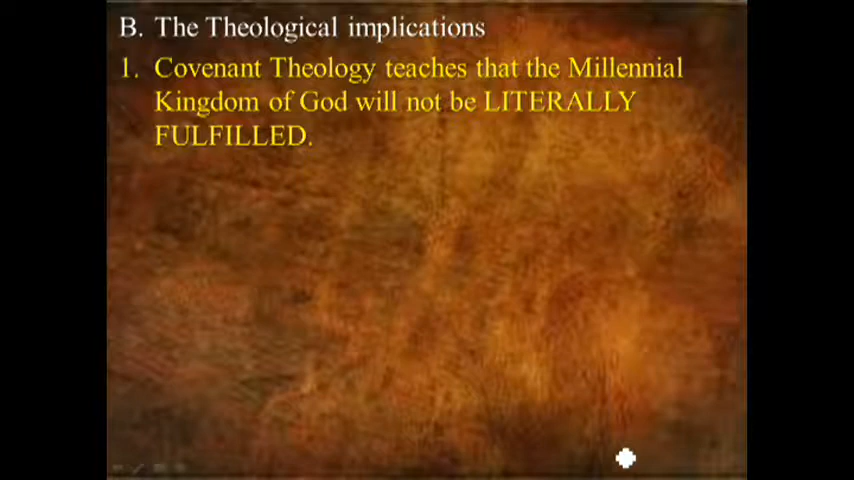 B. The Theological implications
1. Covenant Theology teaches that the Millennial
Kingdom of God will not be LITERALLY
FULFILLED.